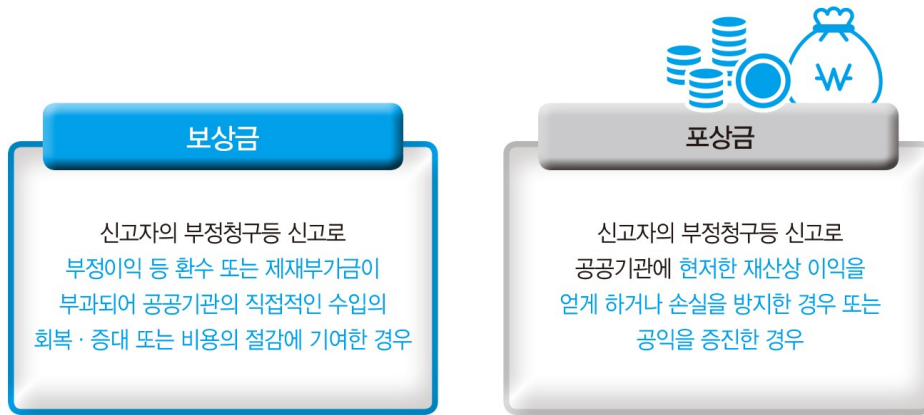 보상금
신고자의 부정청구등 신고로
부정이익 등 환수 또는 제재부가금이
부과되어 공공기관의 직접적인 수입의
회복 · 증대 또는 비용의 절감에 기여한 경우
₩
포상금
신고자의 부정청구등 신고로
공공기관에 현저한 재산상 이익을
얻게 하거나 손실을 방지한 경우 또는
공익을 증진한 경우